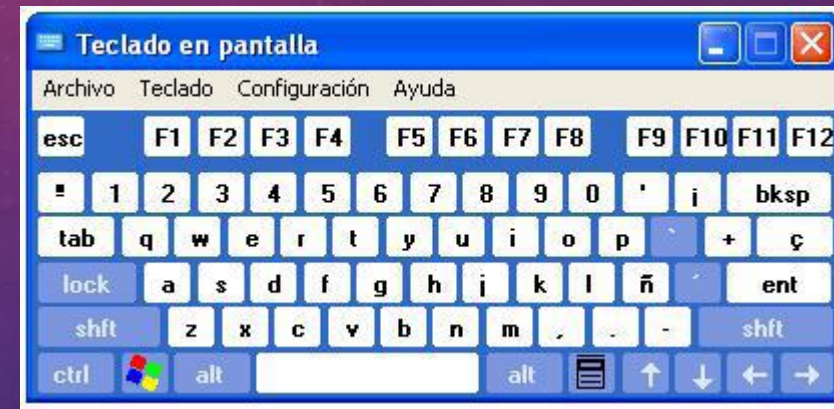 Teclado en pantalla
Archivo Teclado Configuración Ayuda
esc F1 F2 F3 F4 F5 F6 F7 F8 F9 F10 F11 F12
º 1 2 3 4 5 6 7 8 9 0 ' ¡ bksp
tab q w e r t y u i o p ` + ç
lock a s d f g h j k l ñ ´ ent
shft z x c v b n m , . - shft
ctrl alt alt ↑ ↓ ← →